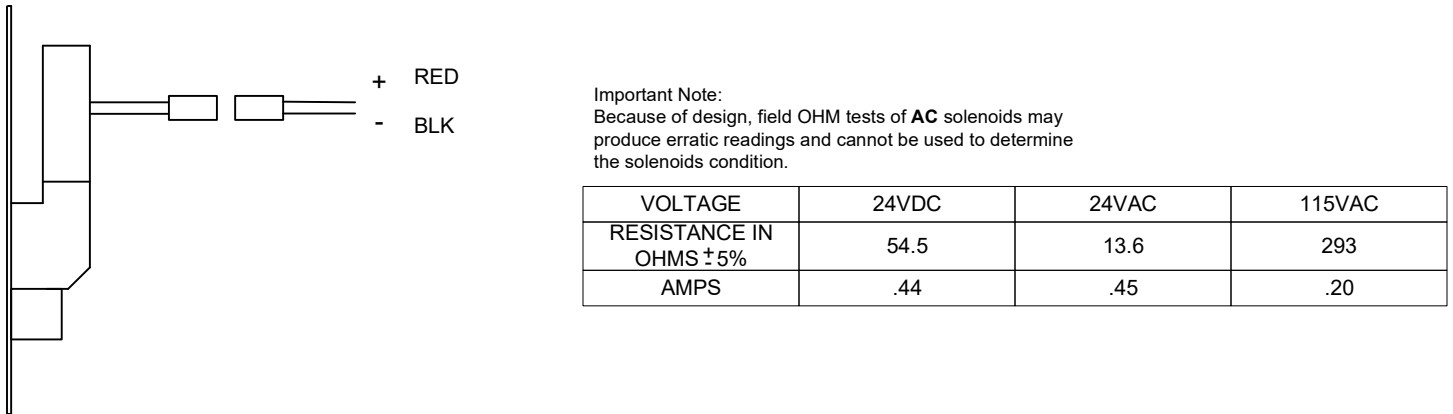 + RED
- BLK
Important Note:
Because of design, field OHM tests of AC solenoids may
produce erratic readings and cannot be used to determine
the solenoids condition.
VOLTAGE 24VDC 24VAC 115VAC
RESISTANCE IN
OHMS ± 5% 54.5 13.6 293
AMPS .44 .45 .20